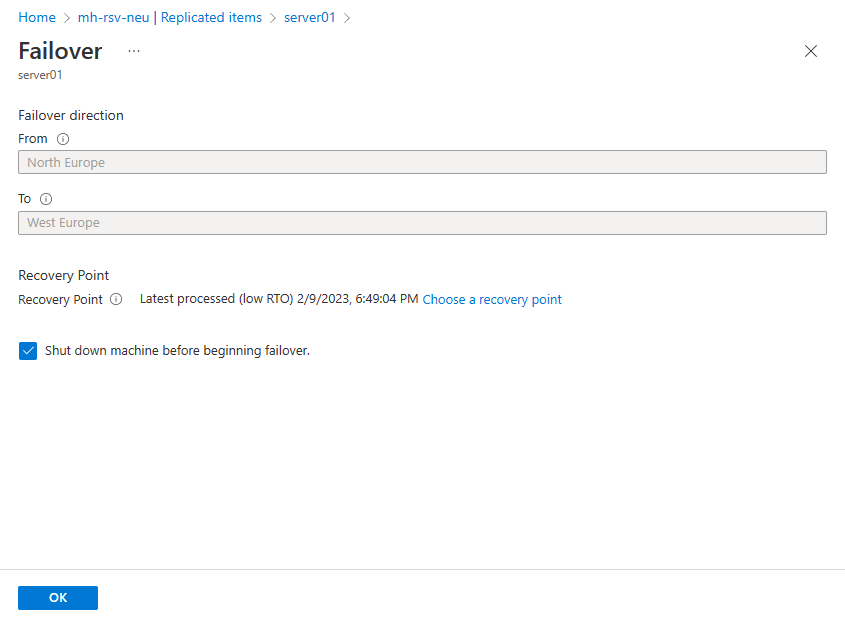 Home > mh-rsv-neu | Replicated items > server01 >
Failover ...
server01
Failover direction
From
North Europe
To
West Europe
Recovery Point
Recovery Point Latest processed (low RTO) 2/9/2023, 6:49:04 PM Choose a recovery point
Shut down machine before beginning failover.
OK